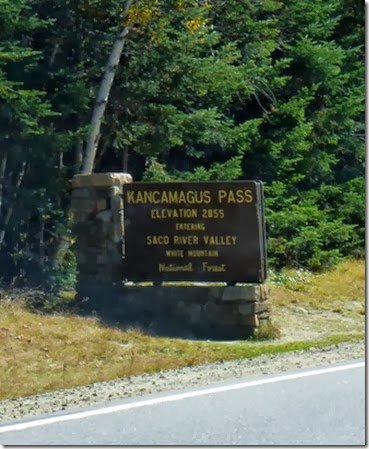 KANCAMAGUS PASS
ELEVATION 2855
ENTERING
SACO RIVER VALLEY
WHITE MOUNTAIN
National Forest